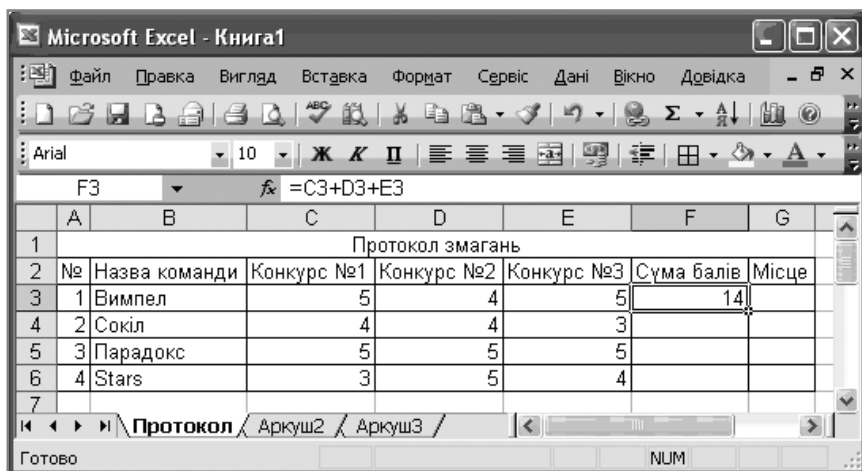 Microsoft Excel - Книга1
Файл Правка Вигляд Вставка Формат Сервіс Дані Вікно Довідка
ABC Σ А Я
Arial 10 Ж К П A
F3 fx =C3+D3+E3
A B C D E F G
1 Протокол змагань
2 № Назва команди Конкурс №1 Конкурс №2 Конкурс №3 Сума балів Місце
3 1 Вимпел 5 4 5 14
4 2 Сокіл 4 4 3
5 3 Парадокс 5 5 5
6 4 Stars 3 5 4
7
Протокол Аркуш2 Аркуш3
Готово NUM